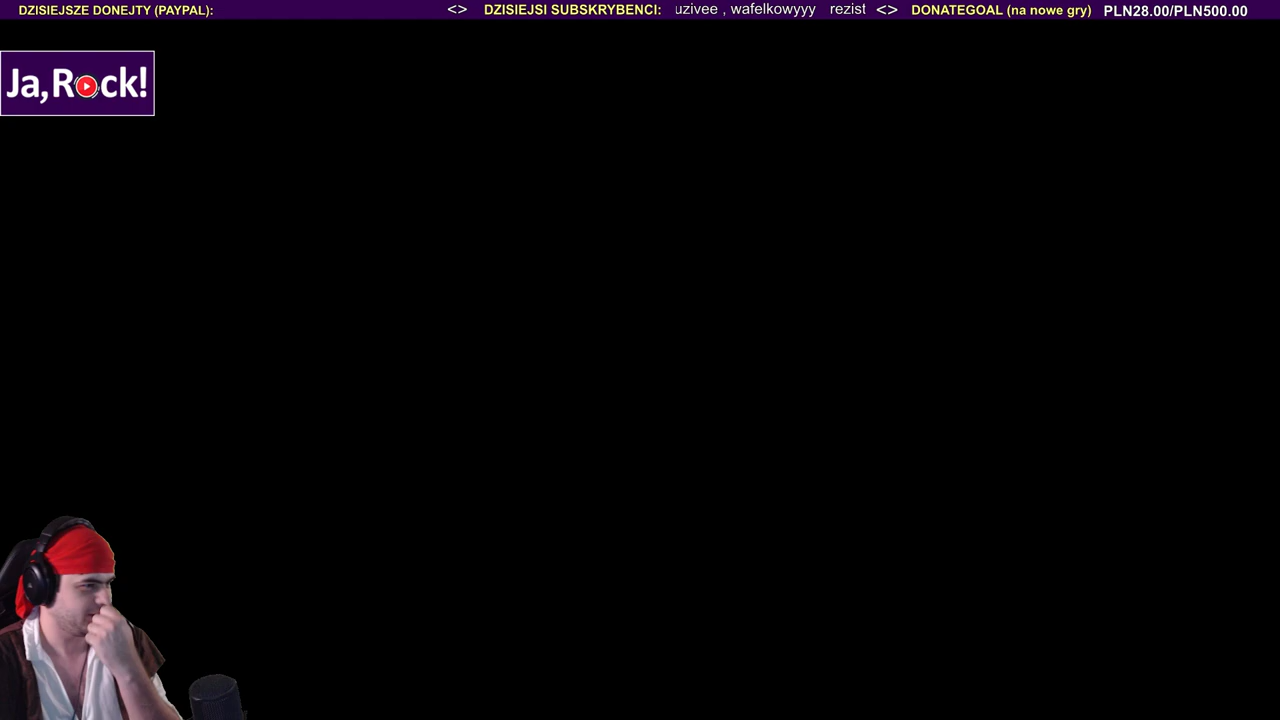 DZISIEJSZE DONEJTY (PAYPAL): <> DZISIEJSI SUBSKRYBENCI: uzivee , wafelkowyyy rezist <> DONATEGOAL (na nowe gry) PLN28.00/PLN500.00
Ja,Rock!